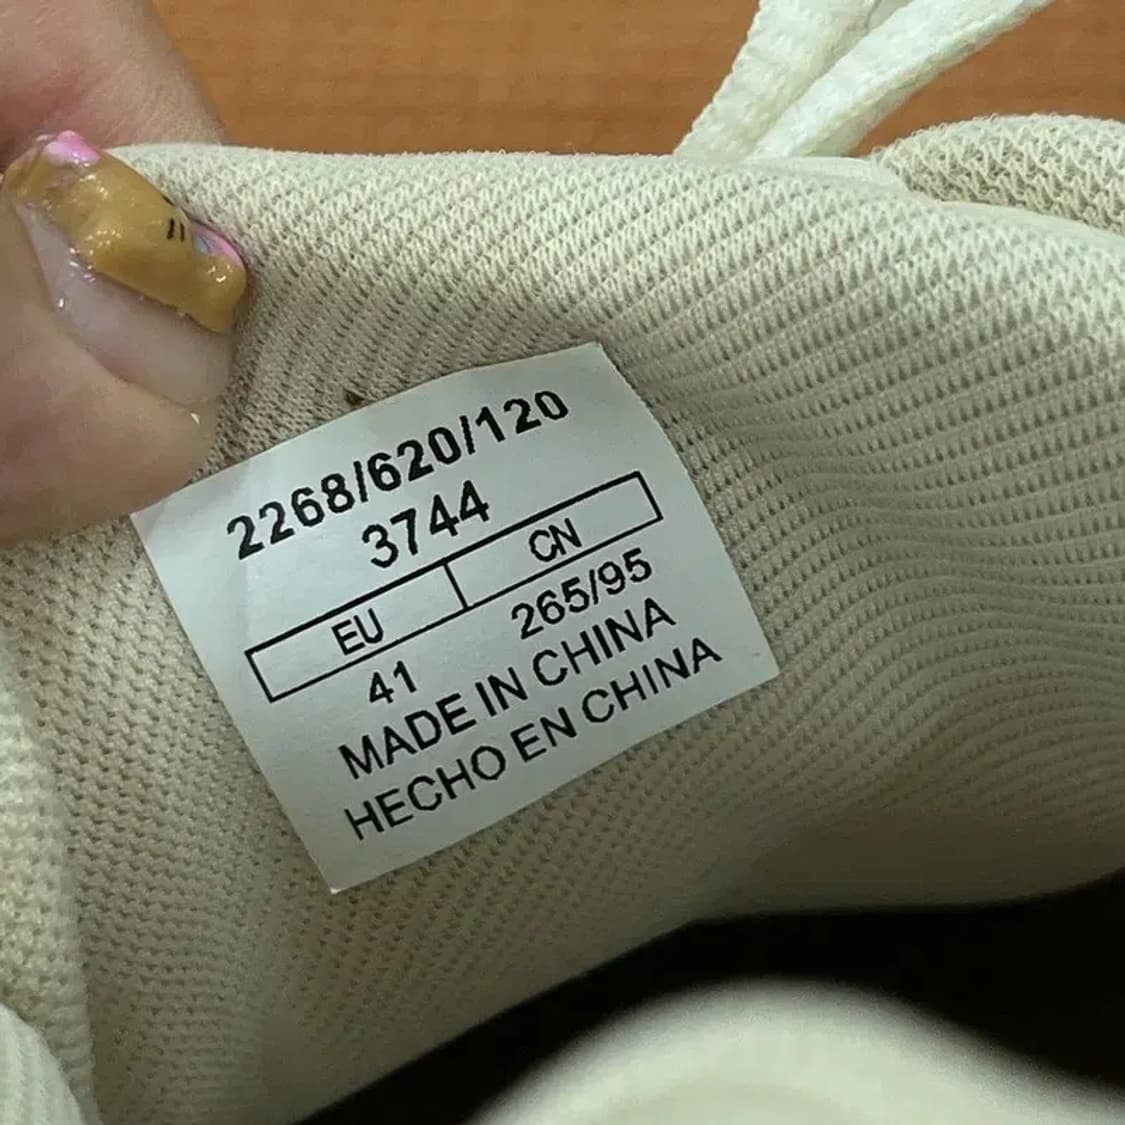 2268/620/120
3744
EU CN
41 265/95
MADE IN CHINA
HECHO EN CHINA